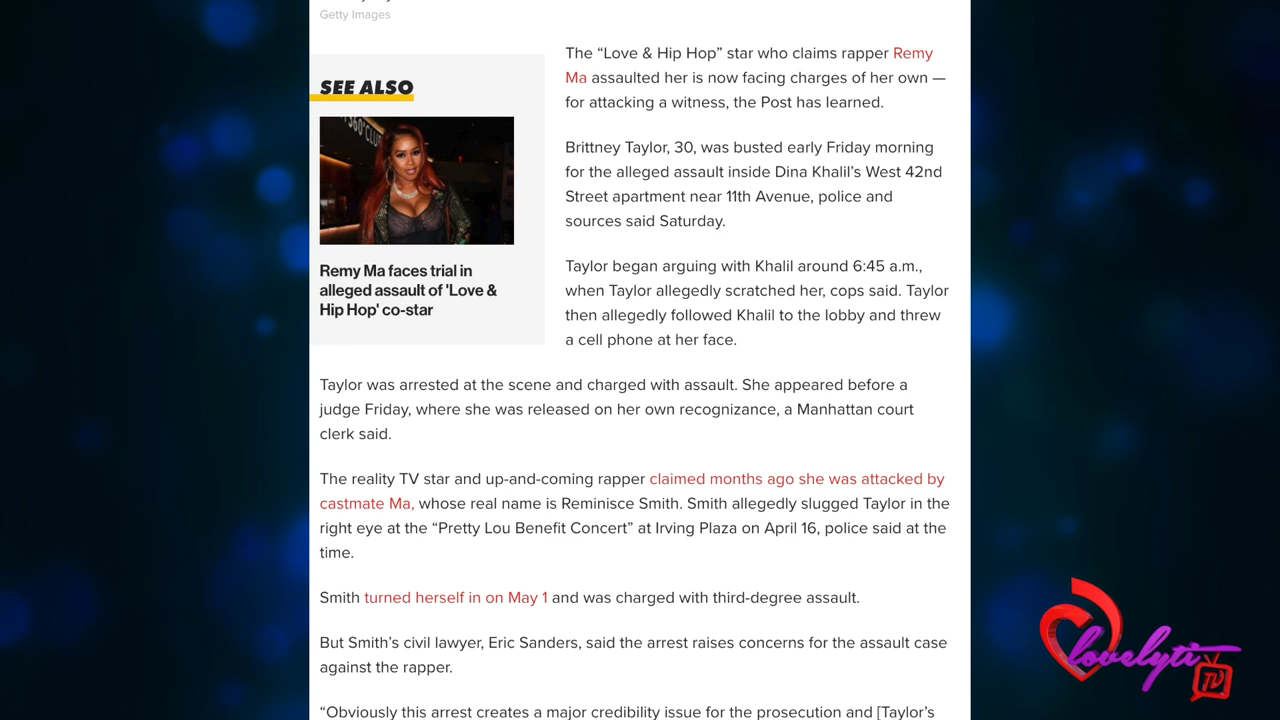 Getty Images
SEE ALSO
360°CLU
Remy Ma faces trial in
alleged assault of 'Love &
Hip Hop' co-star
The “Love & Hip Hop” star who claims rapper Remy
Ma assaulted her is now facing charges of her own —
for attacking a witness, the Post has learned.
Brittney Taylor, 30, was busted early Friday morning
for the alleged assault inside Dina Khalil’s West 42nd
Street apartment near 11th Avenue, police and
sources said Saturday.
Taylor began arguing with Khalil around 6:45 a.m.,
when Taylor allegedly scratched her, cops said. Taylor
then allegedly followed Khalil to the lobby and threw
a cell phone at her face.
Taylor was arrested at the scene and charged with assault. She appeared before a
judge Friday, where she was released on her own recognizance, a Manhattan court
clerk said.
The reality TV star and up-and-coming rapper claimed months ago she was attacked by
castmate Ma, whose real name is Reminisce Smith. Smith allegedly slugged Taylor in the
right eye at the “Pretty Lou Benefit Concert” at Irving Plaza on April 16, police said at the
time.
Smith turned herself in on May 1 and was charged with third-degree assault.
But Smith’s civil lawyer, Eric Sanders, said the arrest raises concerns for the assault case
against the rapper.
“Obviously this arrest creates a major credibility issue for the prosecution and [Taylor’s
lovelyti
TV